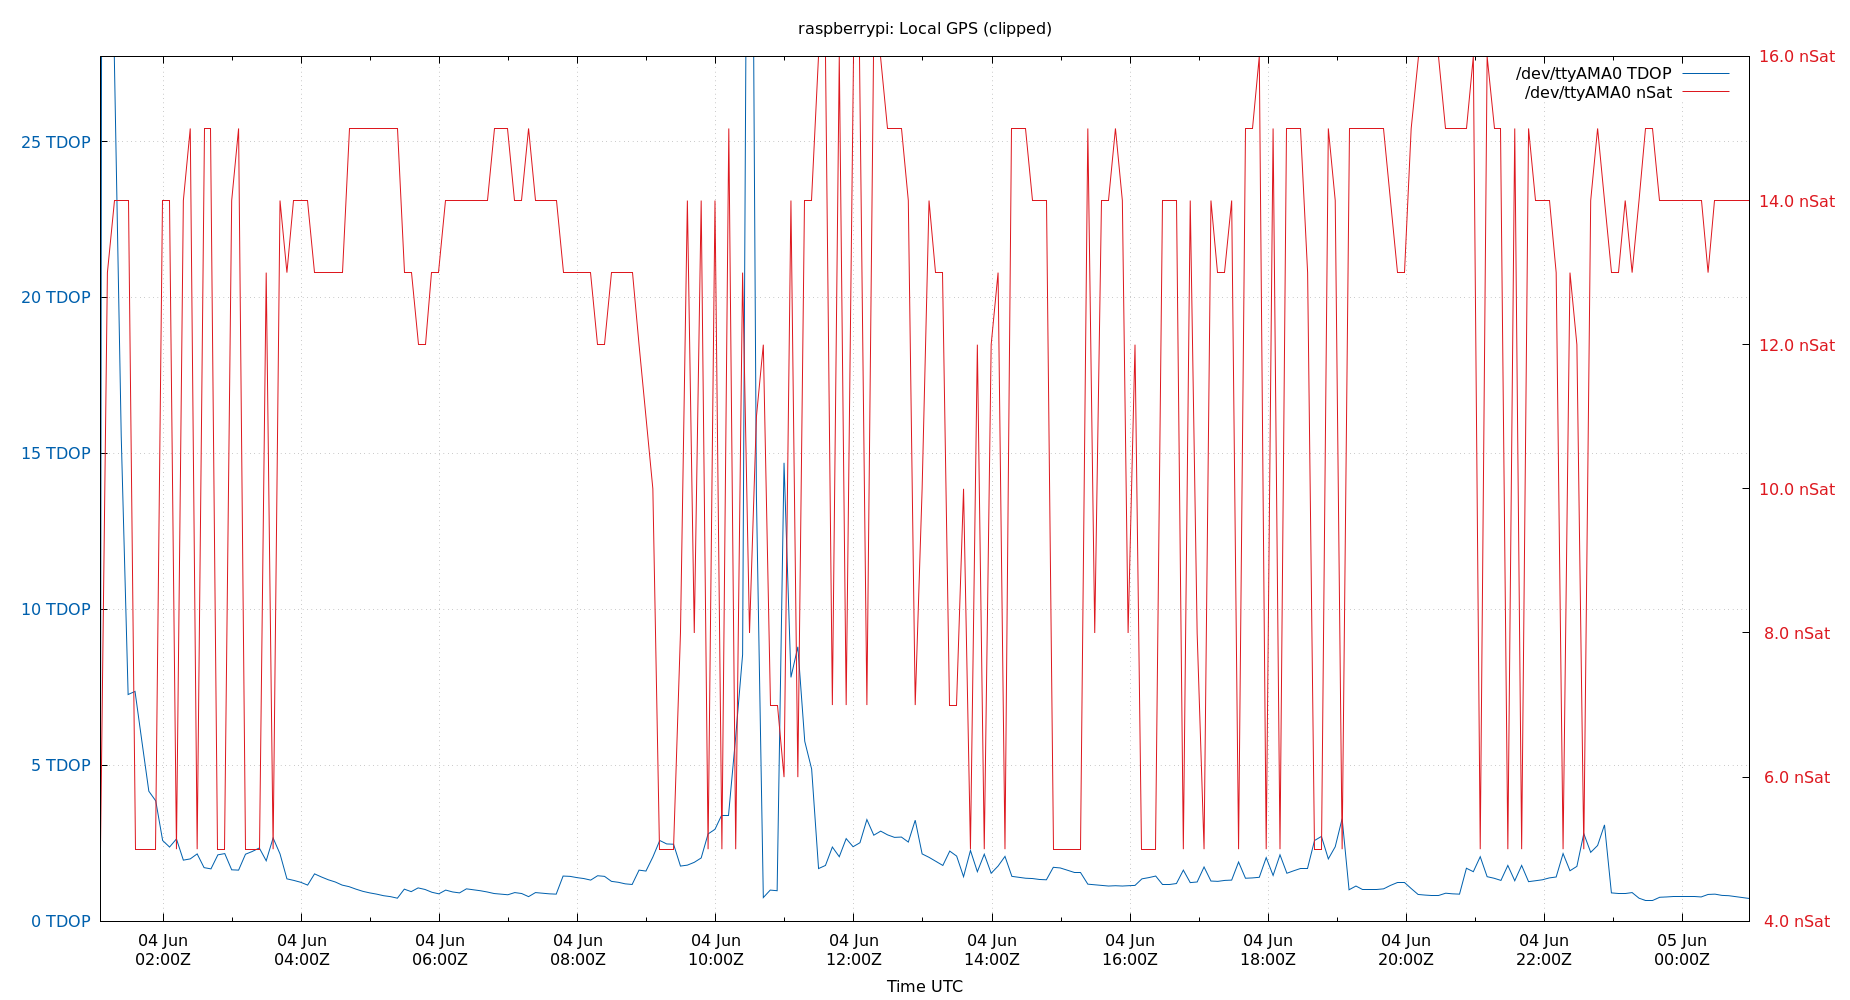 raspberrypi: Local GPS (clipped)
/dev/ttyAMA0 TDOP
/dev/ttyAMA0 nSat
25 TDOP
20 TDOP
15 TDOP
10 TDOP
5 TDOP
0 TDOP
16.0 nSat
14.0 nSat
12.0 nSat
10.0 nSat
8.0 nSat
6.0 nSat
4.0 nSat
04 Jun
02:00Z
04 Jun
04:00Z
04 Jun
06:00Z
04 Jun
08:00Z
04 Jun
10:00Z
04 Jun
12:00Z
04 Jun
14:00Z
04 Jun
16:00Z
04 Jun
18:00Z
04 Jun
20:00Z
04 Jun
22:00Z
05 Jun
00:00Z
Time UTC